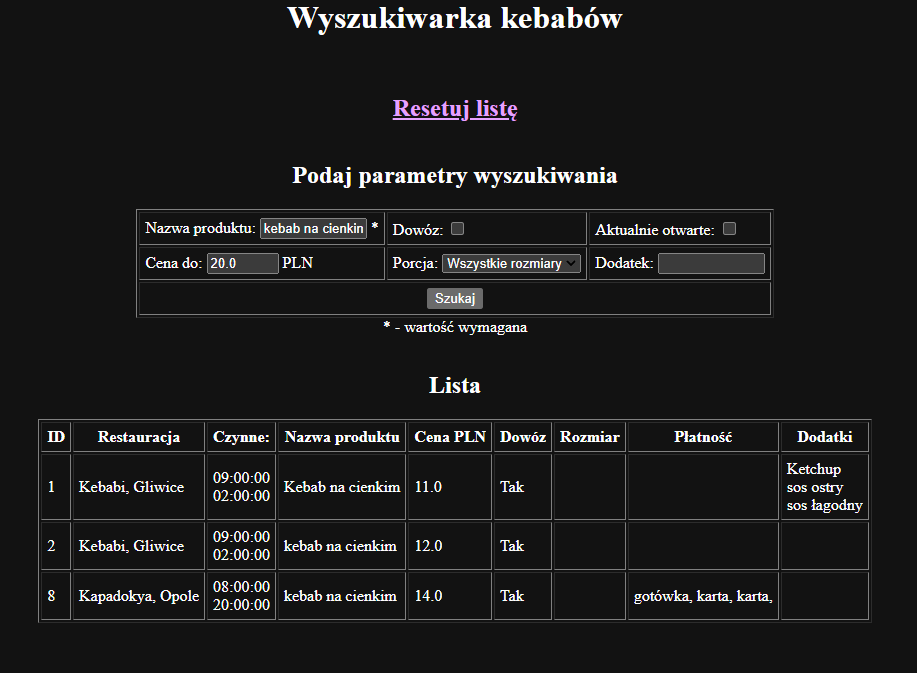 Wyszukiwarka kebabów
Resetuj listę
Podaj parametry wyszukiwania
Nazwa produktu: kebab na cienkin * Dowóz: Aktualnie otwarte:
Cena do: 20.0 PLN Porcja: Wszystkie rozmiary Dodatek:
Szukaj
* - wartość wymagana
Lista
ID Restauracja Czynne: Nazwa produktu Cena PLN Dowóz Rozmiar Płatność Dodatki
1 Kebabi, Gliwice 09:00:00 02:00:00 Kebab na cienkim 11.0 Tak Ketchup sos ostry sos łagodny
2 Kebabi, Gliwice 09:00:00 02:00:00 kebab na cienkim 12.0 Tak
8 Kapadokya, Opole 08:00:00 20:00:00 kebab na cienkim 14.0 Tak gotówka, karta, karta,